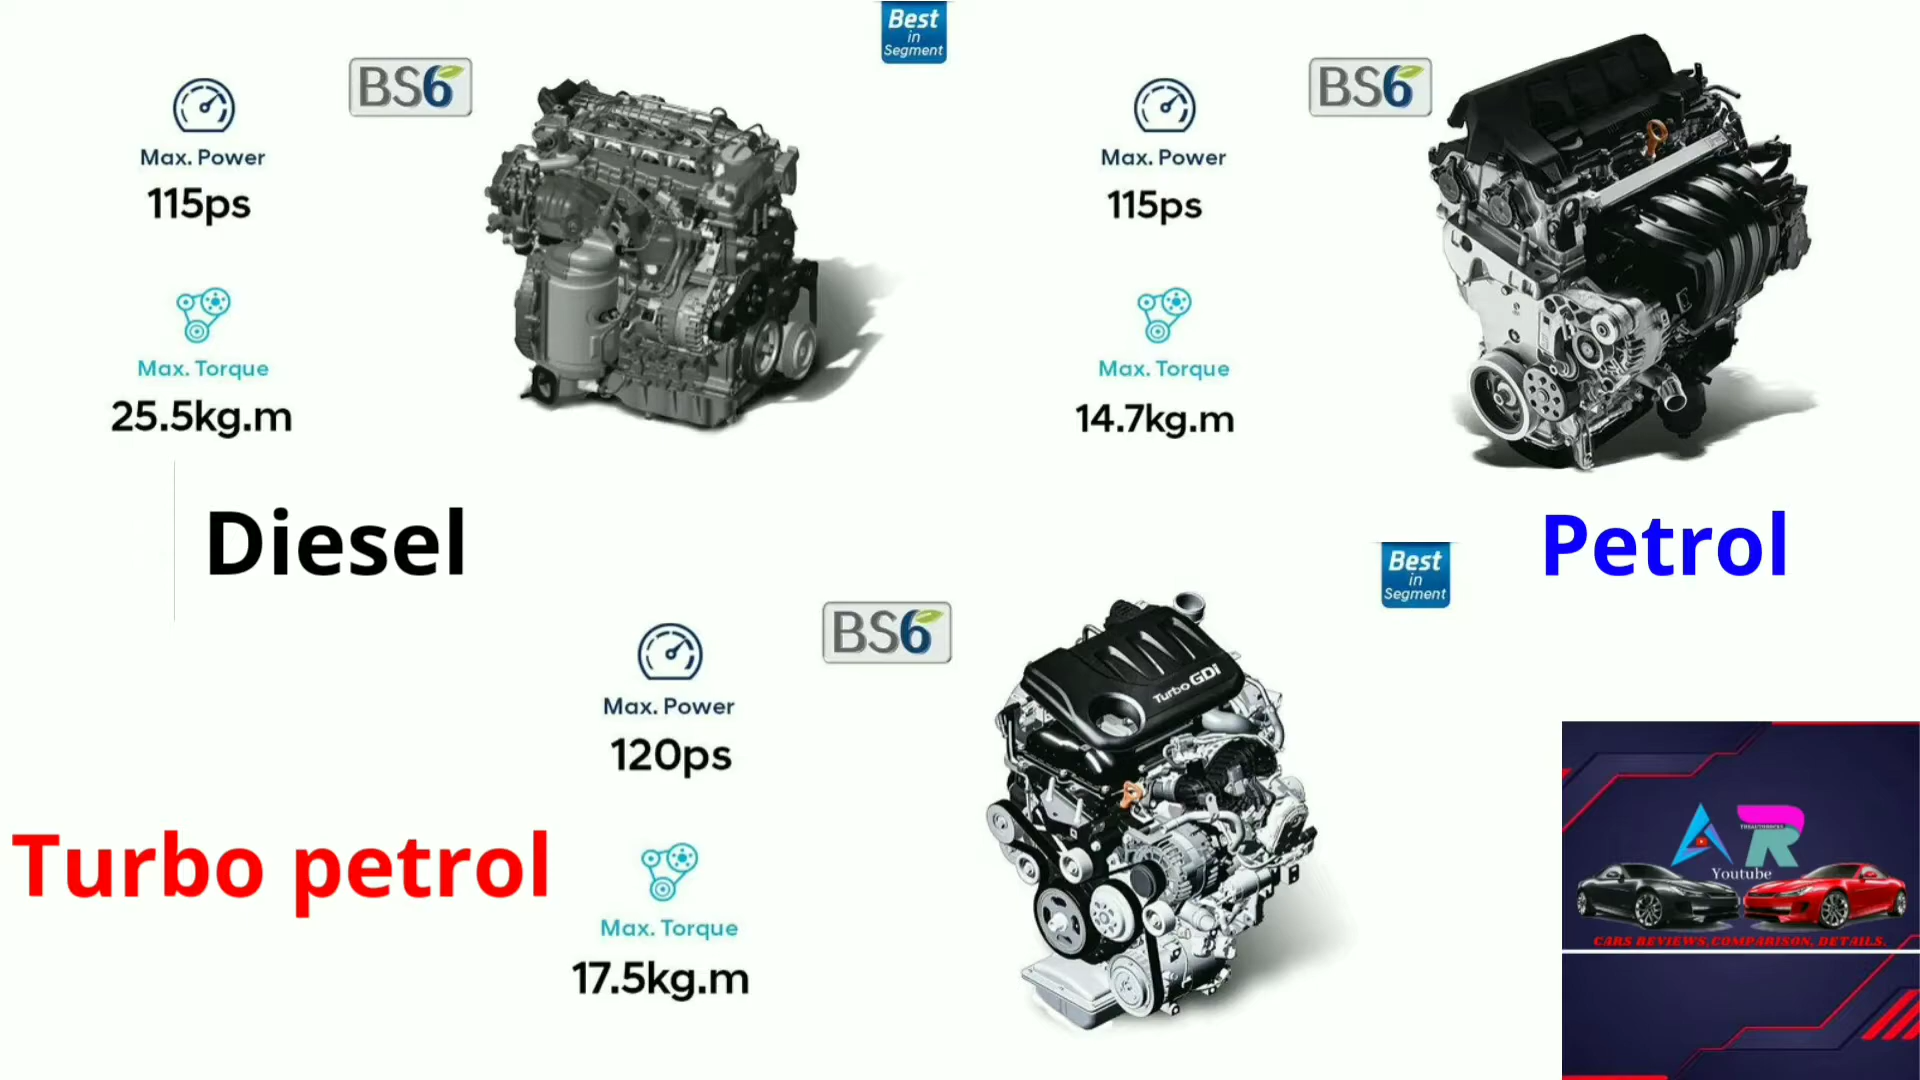 Best
in
Segment
BS6
Max. Power
115ps
Max. Torque
25.5kg.m
Diesel
BS6
Max. Power
115ps
Max. Torque
14.7kg.m
Petrol
Best
in
Segment
BS6
Max. Power
120ps
Turbo GDi
Turbo petrol
Max. Torque
17.5kg.m
AR
Youtube
CARS REVIEWS, COMPARISON, DETAILS.